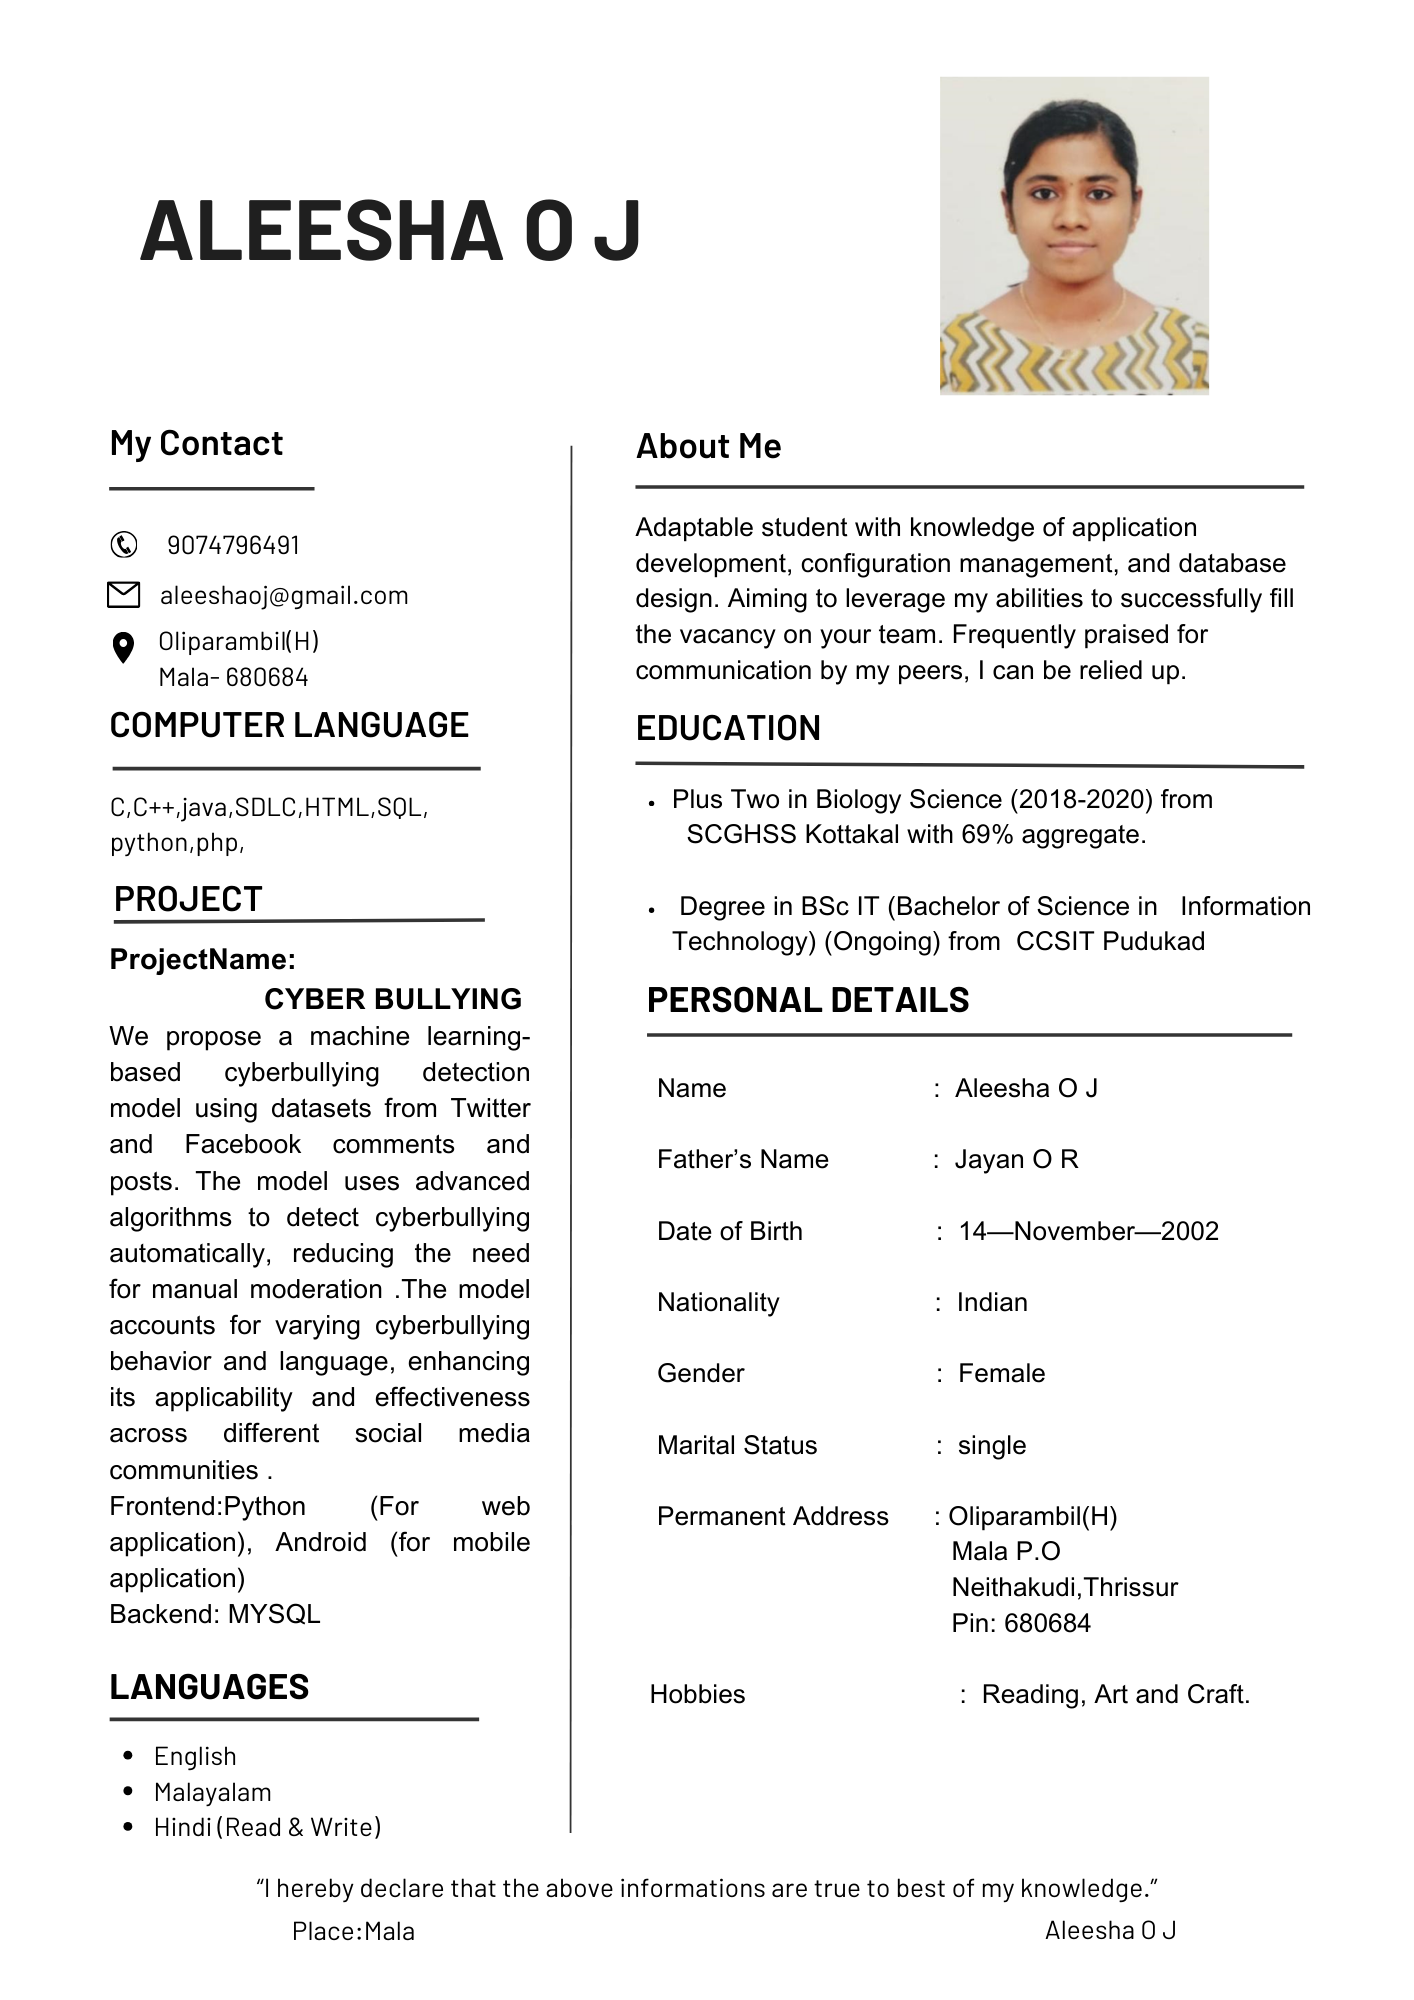 ALEESHA O J
My Contact
9074796491
aleeshaoj@gmail.com
Oliparambil(H)
Mala- 680684
COMPUTER LANGUAGE
C,C++,java,SDLC,HTML,SQL,
python,php,
PROJECT
ProjectName:
CYBER BULLYING
We propose a machine learning-
based cyberbullying detection
model using datasets from Twitter
and Facebook comments and
posts. The model uses advanced
algorithms to detect cyberbullying
automatically, reducing the need
for manual moderation .The model
accounts for varying cyberbullying
behavior and language, enhancing
its applicability and effectiveness
across different social media
communities .
Frontend:Python (For web
application), Android (for mobile
application)
Backend: MYSQL
LANGUAGES
• English
• Malayalam
• Hindi (Read & Write)
About Me
Adaptable student with knowledge of application
development, configuration management, and database
design. Aiming to leverage my abilities to successfully fill
the vacancy on your team. Frequently praised for
communication by my peers, I can be relied up.
EDUCATION
• Plus Two in Biology Science (2018-2020) from
SCGHSS Kottakal with 69% aggregate.
• Degree in BSc IT (Bachelor of Science in Information
Technology) (Ongoing) from CCSIT Pudukad
PERSONAL DETAILS
Name : Aleesha O J
Father’s Name : Jayan O R
Date of Birth : 14—November—2002
Nationality : Indian
Gender : Female
Marital Status : single
Permanent Address : Oliparambil(H)
Mala P.O
Neithakudi,Thrissur
Pin: 680684
Hobbies : Reading, Art and Craft.
“I hereby declare that the above informations are true to best of my knowledge.”
Place:Mala Aleesha O J